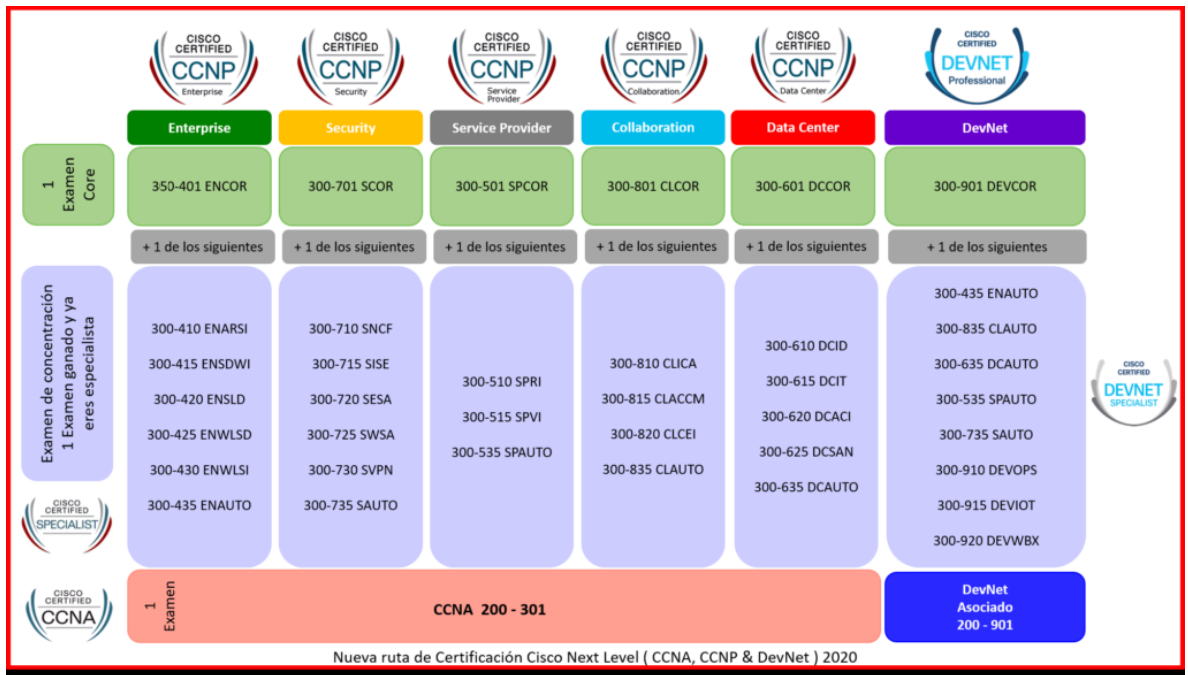 CISCO
CERTIFIED
CCNP
Enterprise
CISCO
CERTIFIED
CCNP
Security
CISCO
CERTIFIED
CCNP
Service
Provider
CISCO
CERTIFIED
CCNP
Collaboration
CISCO
CERTIFIED
CCNP
Data Center
CISCO
CERTIFIED
DEVNET
Professional
Enterprise
Security
Service Provider
Collaboration
Data Center
DevNet
1
Examen
Core
350-401 ENCOR
300-701 SCOR
300-501 SPCOR
300-801 CLCOR
300-601 DCCOR
300-901 DEVCOR
+ 1 de los siguientes
+ 1 de los siguientes
+ 1 de los siguientes
+ 1 de los siguientes
+ 1 de los siguientes
+ 1 de los siguientes
Examen de concentración
1 Examen ganado y ya
eres especialista
300-410 ENARSI
300-415 ENSDWI
300-420 ENSLD
300-425 ENWLSD
300-430 ENWLSI
300-435 ENAUTO
300-710 SNCF
300-715 SISE
300-720 SESA
300-725 SWSA
300-730 SVPN
300-735 SAUTO
300-510 SPRI
300-515 SPVI
300-535 SPAUTO
300-810 CLICA
300-815 CLACCM
300-820 CLCEI
300-835 CLAUTO
300-610 DCID
300-615 DCIT
300-620 DCACI
300-625 DCSAN
300-635 DCAUTO
300-435 ENAUTO
300-835 CLAUTO
300-635 DCAUTO
300-535 SPAUTO
300-735 SAUTO
300-910 DEVOPS
300-915 DEVIOT
300-920 DEVWBX
CISCO
CERTIFIED
DEVNET
SPECIALIST
CISCO
CERTIFIED
SPECIALIST
CISCO
CERTIFIED
CCNA
1
Examen
CCNA 200 - 301
DevNet
Asociado
200 - 901
Nueva ruta de Certificación Cisco Next Level ( CCNA, CCNP & DevNet ) 2020